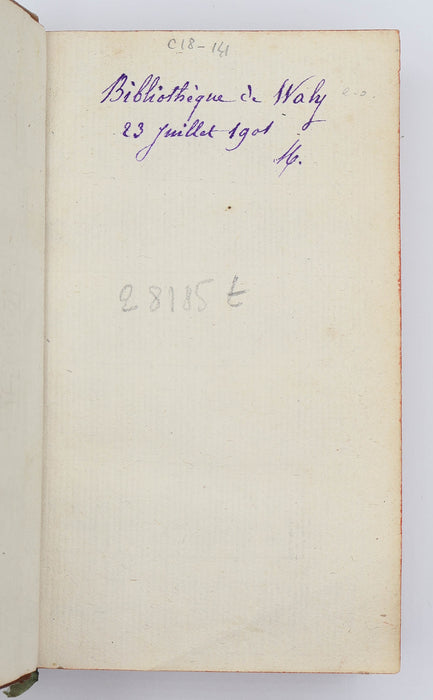 C18-141
Bibliothèque de Waly
23 Juillet 1901
M.
28185 t